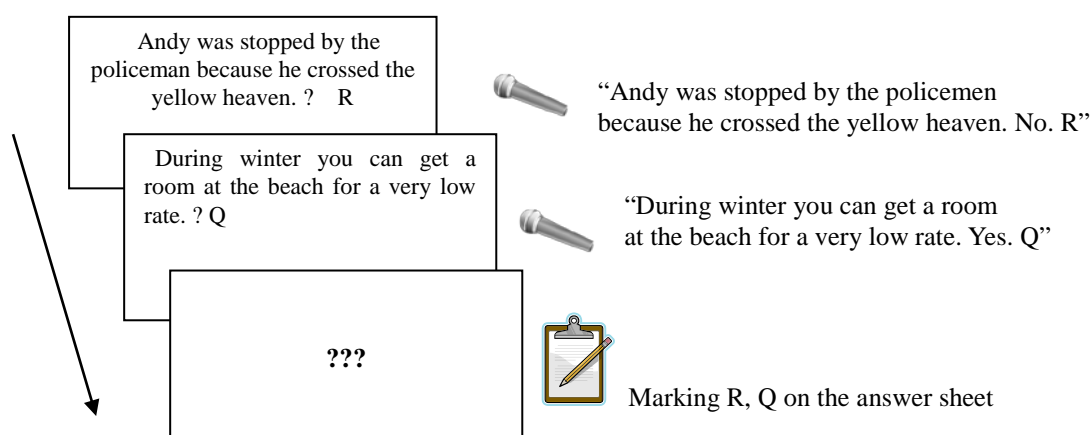 Andy was stopped by the
policeman because he crossed the
yellow heaven. ? R
“Andy was stopped by the policemen
because he crossed the yellow heaven. No. R”
During winter you can get a
room at the beach for a very low
rate. ? Q
“During winter you can get a room
at the beach for a very low rate. Yes. Q”
???
Marking R, Q on the answer sheet